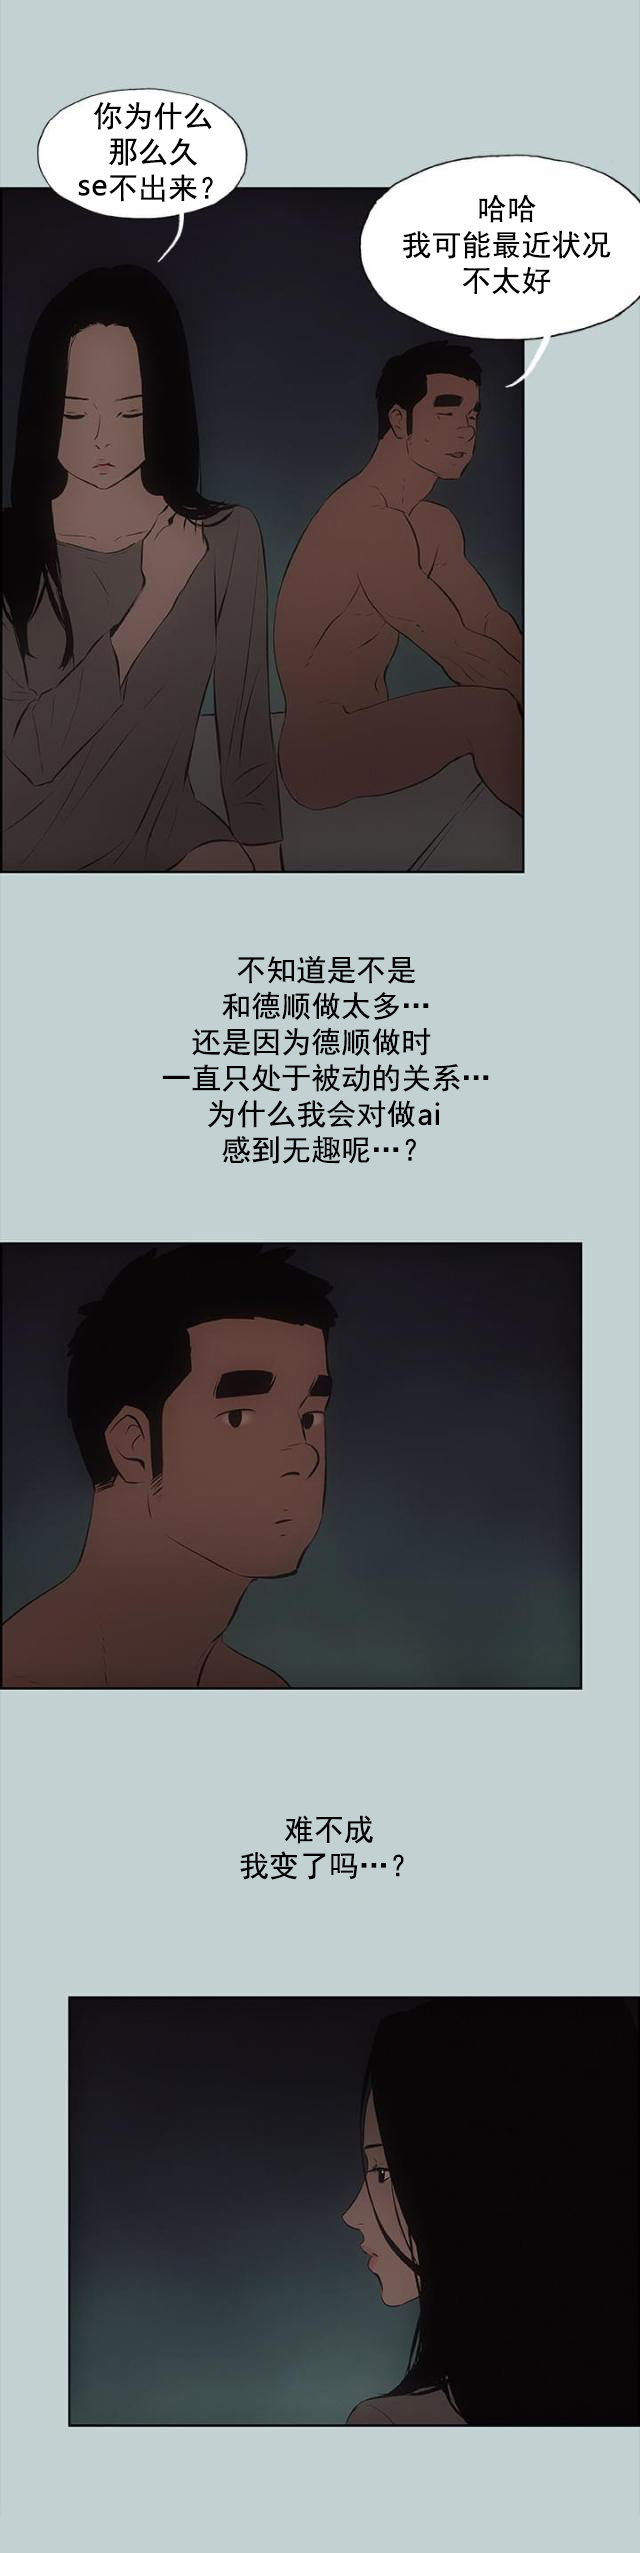 你为什么
那么久
se不出来？
哈哈
我可能最近状况
不太好
不知道是不是
和德顺做太多…
还是因为德顺做时
一直只处于被动的关系…
为什么我会对做ai
感到无趣呢…？
难不成
我变了吗…？